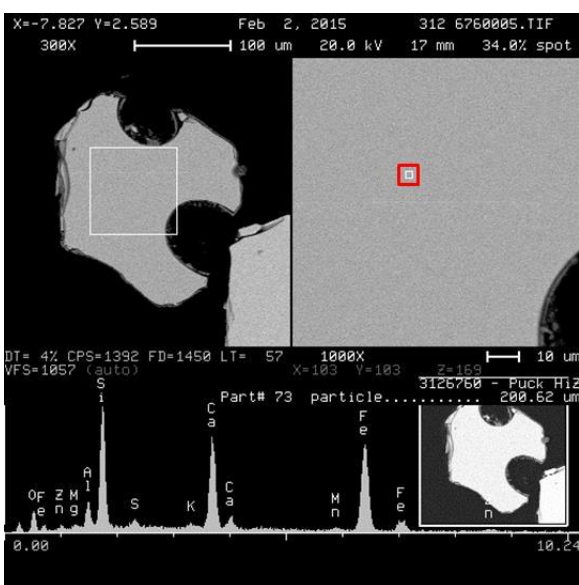 X=-7.827 Y=2.589 Feb 2, 2015 312 6760005.TIF
300X 100 um 20.0 kV 17 mm 34.0% spot
DT= 4% CPS=1392 FD=1450 LT= 57 1000X 10 um
VFS=1057 (auto) X=103 Y=103 Z=169
3126760 - Puck HiZ
Part# 73 particle........... 200.62 um
O Fe Zn Mg Al Si S K Ca Ca Mn Fe Fe n
0.00 10.24